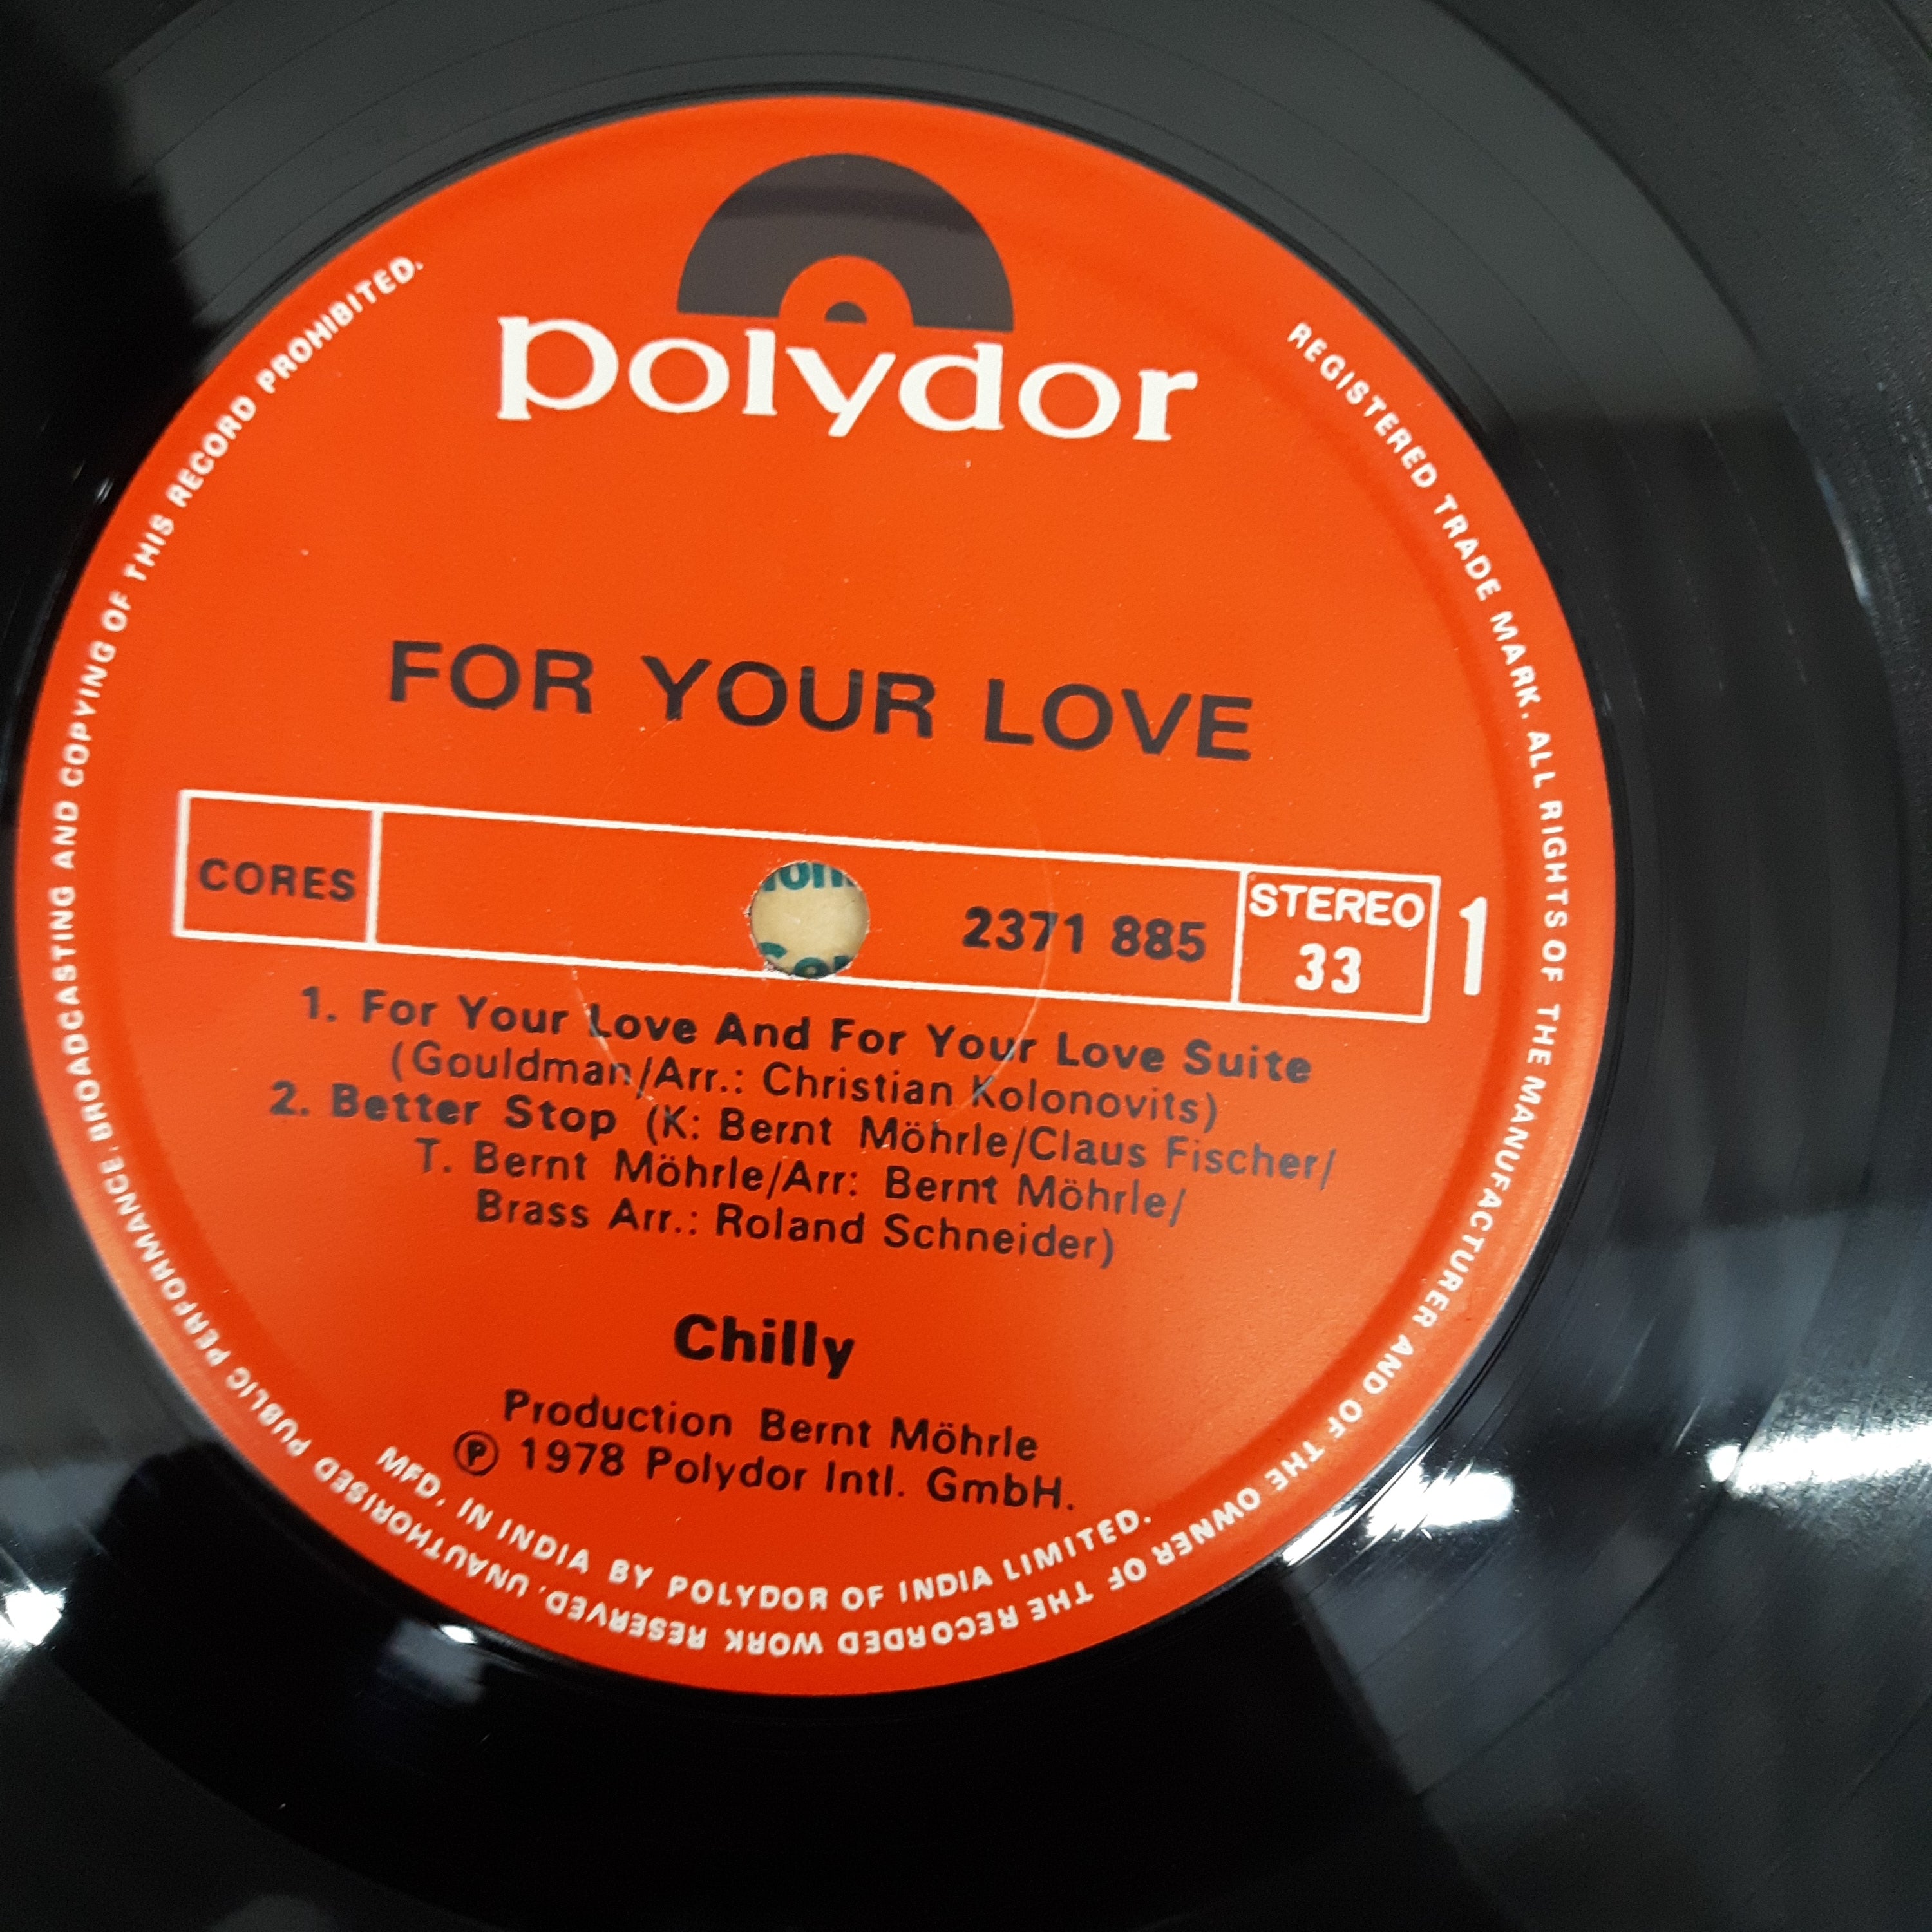 polydor
FOR YOUR LOVE
CORES
2371 885
STEREO
33
1
1. For Your Love And For Your Love Suite
(Gouldman/Arr.: Christian Kolonovits)
2. Better Stop (K: Bernt Möhrle/Claus Fischer/
T. Bernt Möhrle/Arr: Bernt Möhrle/
Brass Arr.: Roland Schneider)
Chilly
Production Bernt Möhrle
Ⓟ 1978 Polydor Intl. GmbH.
MFD. IN INDIA BY POLYDOR OF INDIA LIMITED.
REGISTERED TRADE MARK. ALL RIGHTS OF THE MANUFACTURER AND OF THE OWNER OF THE RECORDED WORK RESERVED. UNAUTHORISED PUBLIC PERFORMANCE. BROADCASTING AND COPYING OF THIS RECORD PROHIBITED.